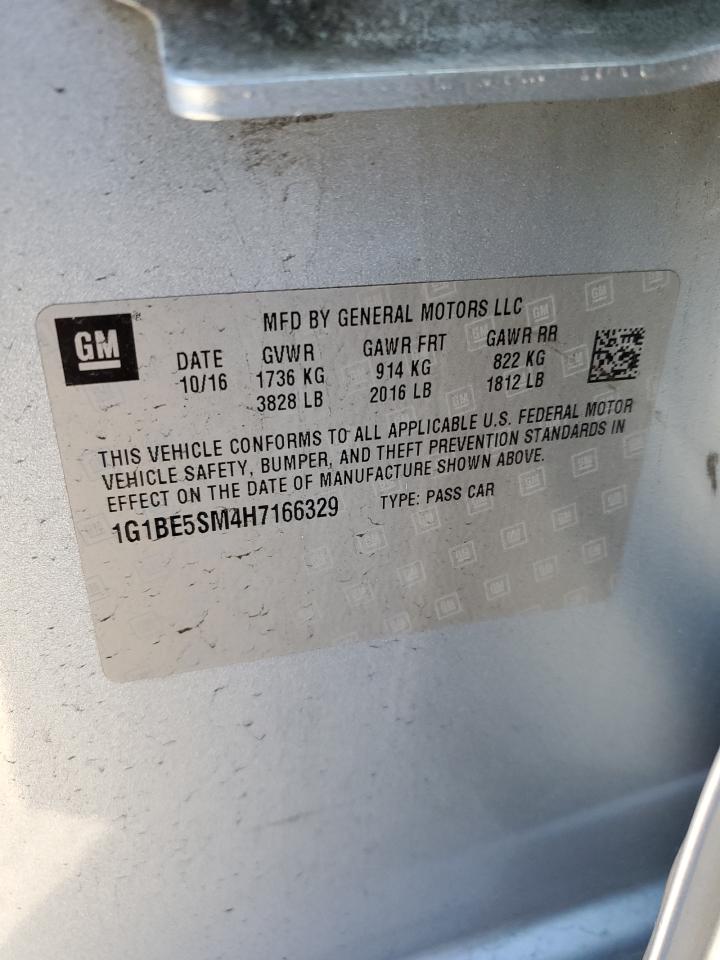 GM
MFD BY GENERAL MOTORS LLC
DATE GVWR GAWR FRT GAWR RR
10/16 1736 KG 914 KG 822 KG
3828 LB 2016 LB 1812 LB
THIS VEHICLE CONFORMS TO ALL APPLICABLE U.S. FEDERAL MOTOR
VEHICLE SAFETY, BUMPER, AND THEFT PREVENTION STANDARDS IN
EFFECT ON THE DATE OF MANUFACTURE SHOWN ABOVE.
1G1BE5SM4H7166329 TYPE: PASS CAR